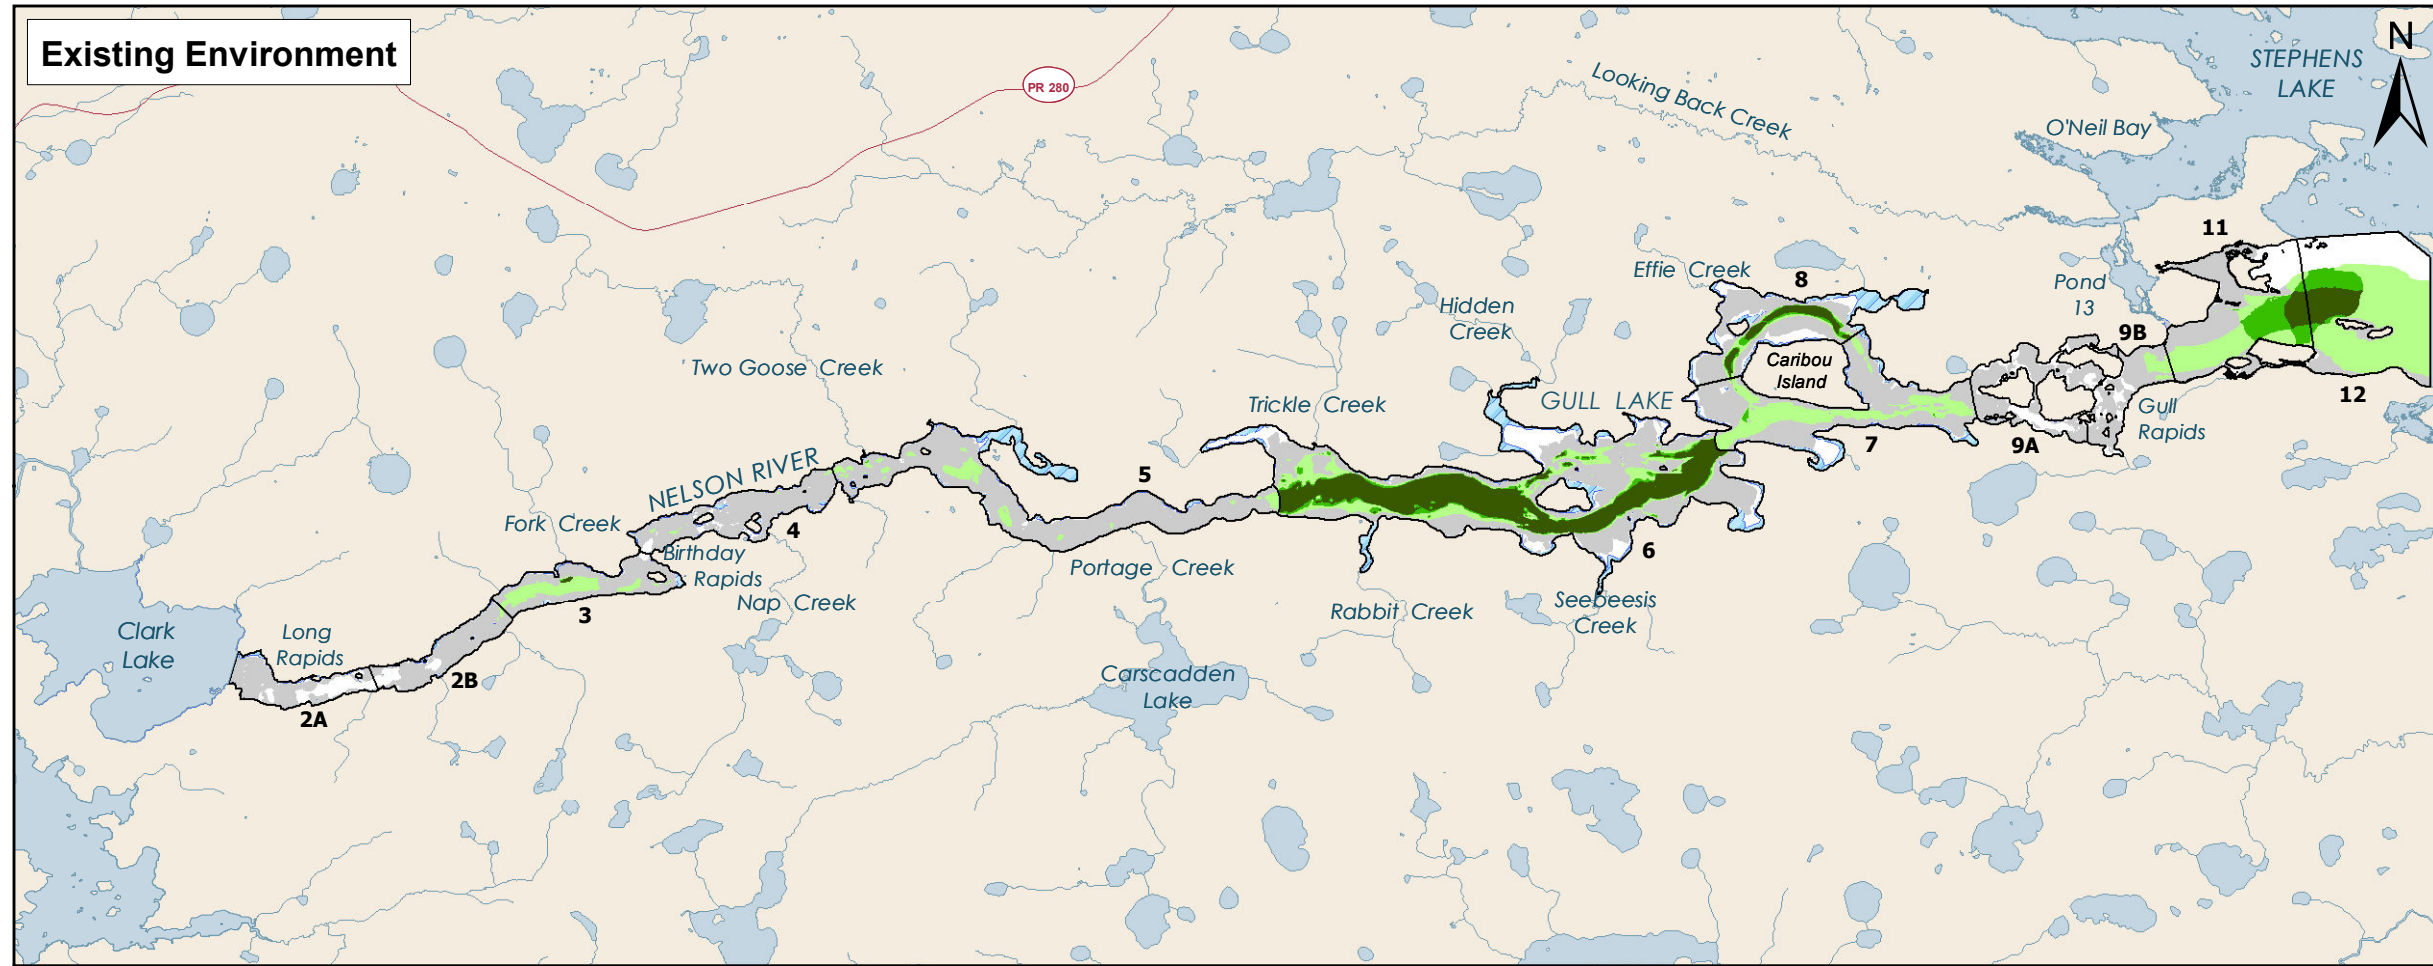 Existing Environment
N
STEPHENS
LAKE
PR 280
Looking Back Creek
O'Neil Bay
11
Effie Creek
8
Pond
13
Hidden
Creek
9B
Caribou
Island
Two Goose Creek
12
Trickle Creek
GULL LAKE
Gull
Rapids
7
9A
NELSON RIVER
5
Fork Creek
4
Birthday
Rapids
6
Portage Creek
Nap Creek
3
Rabbit Creek
Seebeesis
Creek
Clark
Lake
Long
Rapids
2B
2A
Carscadden
Lake